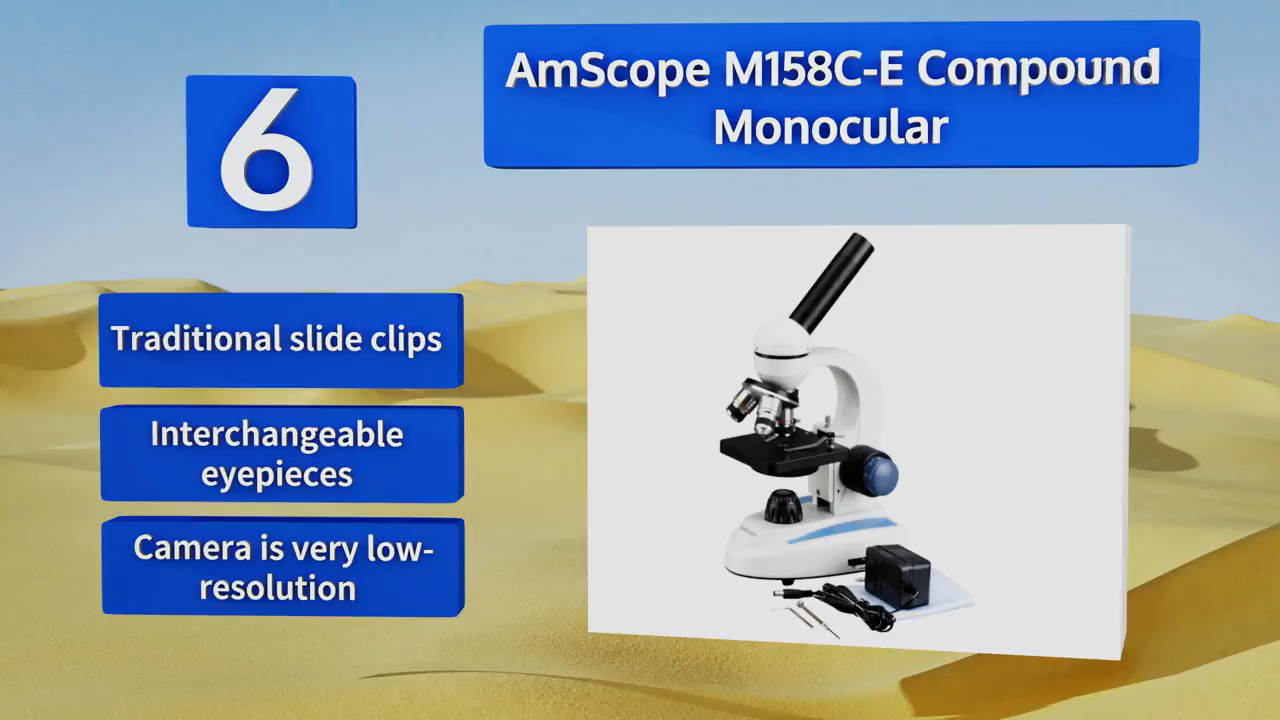 6
AmScope M158C-E Compound
Monocular
Traditional slide clips
Interchangeable
eyepieces
Camera is very low-
resolution